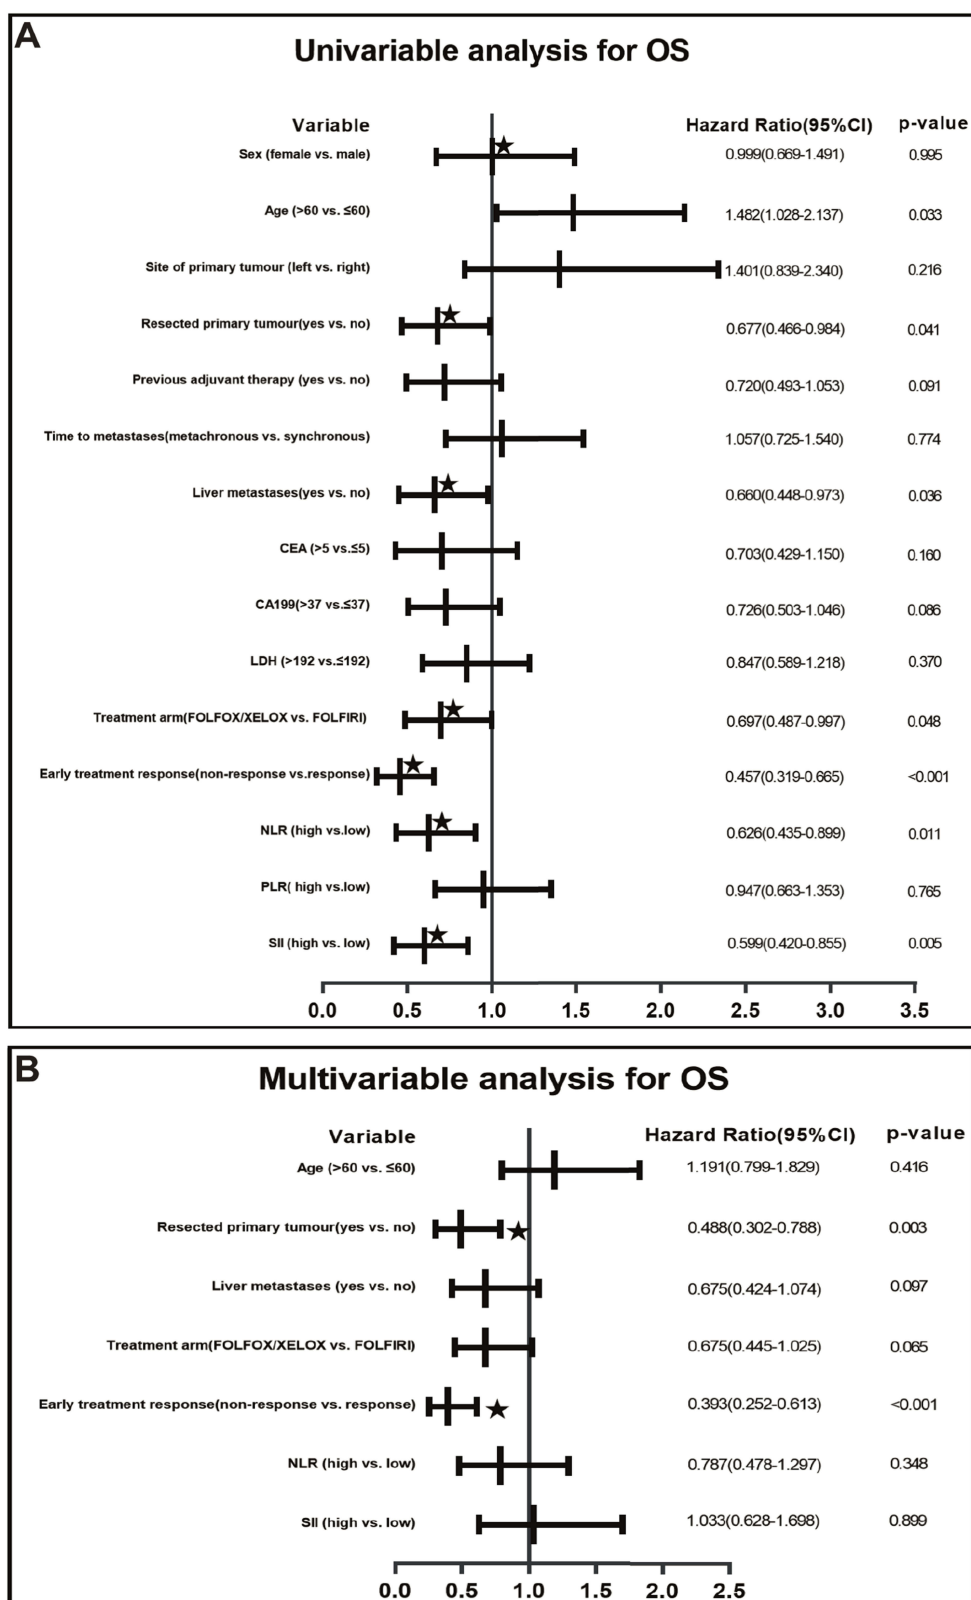 A
Univariable analysis for OS
Variable Hazard Ratio(95%CI) p-value
Sex (female vs. male) 0.999(0.669-1.491) 0.995
Age (>60 vs. ≤60) 1.482(1.028-2.137) 0.033
Site of primary tumour (left vs. right) 1.401(0.839-2.340) 0.216
Resected primary tumour(yes vs. no) 0.677(0.466-0.984) 0.041
Previous adjuvant therapy (yes vs. no) 0.720(0.493-1.053) 0.091
Time to metastases(metachronous vs. synchronous) 1.057(0.725-1.540) 0.774
Liver metastases(yes vs. no) 0.660(0.448-0.973) 0.036
CEA (>5 vs.≤5) 0.703(0.429-1.150) 0.160
CA199(>37 vs.≤37) 0.726(0.503-1.046) 0.086
LDH (>192 vs.≤192) 0.847(0.589-1.218) 0.370
Treatment arm(FOLFOX/XELOX vs. FOLFIRI) 0.697(0.487-0.997) 0.048
Early treatment response(non-response vs.response) 0.457(0.319-0.665) <0.001
NLR (high vs.low) 0.626(0.435-0.899) 0.011
PLR( high vs.low) 0.947(0.663-1.353) 0.765
SII (high vs. low) 0.599(0.420-0.855) 0.005
0.0 0.5 1.0 1.5 2.0 2.5 3.0 3.5
B
Multivariable analysis for OS
Variable Hazard Ratio(95%CI) p-value
Age (>60 vs. ≤60) 1.191(0.799-1.829) 0.416
Resected primary tumour(yes vs. no) 0.488(0.302-0.788) 0.003
Liver metastases (yes vs. no) 0.675(0.424-1.074) 0.097
Treatment arm(FOLFOX/XELOX vs. FOLFIRI) 0.675(0.445-1.025) 0.065
Early treatment response(non-response vs. response) 0.393(0.252-0.613) <0.001
NLR (high vs. low) 0.787(0.478-1.297) 0.348
SII (high vs. low) 1.033(0.628-1.698) 0.899
0.0 0.5 1.0 1.5 2.0 2.5